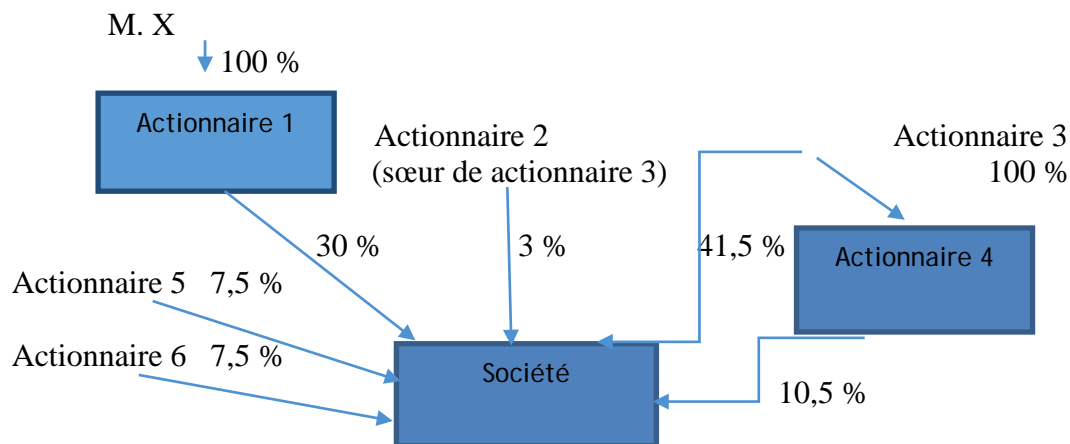 M. X
100 %
Actionnaire 1
Actionnaire 2
(sœur de actionnaire 3)
Actionnaire 3
100 %
30 %
3 %
41,5 %
Actionnaire 4
Actionnaire 5 7,5 %
Actionnaire 6 7,5 %
Société
10,5 %